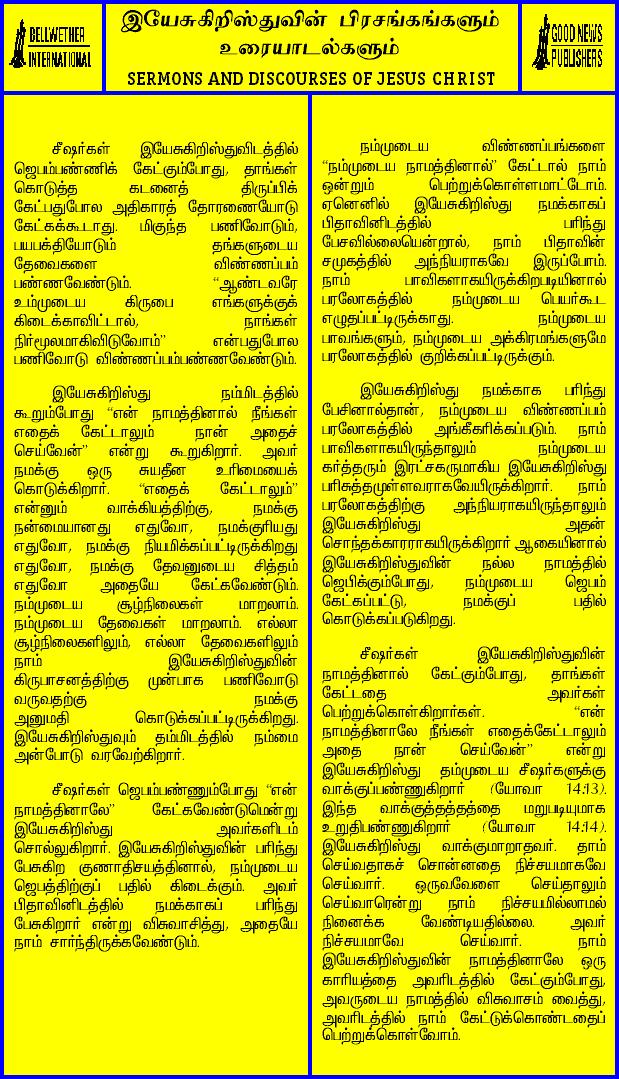 BELLWETHER
INTERNATIONAL
இயேசுகிறிஸ்துவின் பிரசங்கங்களும்
உரையாடல்களும்
SERMONS AND DISCOURSES OF JESUS CHRIST
GOOD NEWS
PUBLISHERS
சீஷர்கள் இயேசுகிறிஸ்துவிடத்தில்
ஜெபம்பண்ணிக் கேட்கும்போது, தாங்கள்
கொடுத்த கடனைத் திருப்பிக்
கேட்பதுபோல அதிகாரத் தோரணையோடு
கேட்கக்கூடாது. மிகுந்த பணிவோடும்,
பயபக்தியோடும் தங்களுடைய
தேவைகளை விண்ணப்பம்
பண்ணவேண்டும். “ஆண்டவரே
உம்முடைய கிருபை எங்களுக்குக்
கிடைக்காவிட்டால், நாங்கள்
நிர்மூலமாகிவிடுவோம்” என்பதுபோல
பணிவோடு விண்ணப்பம்பண்ணவேண்டும்.
இயேசுகிறிஸ்து நம்மிடத்தில்
கூறும்போது “என் நாமத்தினால் நீங்கள்
எதைக் கேட்டாலும் நான் அதைச்
செய்வேன்” என்று கூறுகிறார். அவர்
நமக்கு ஒரு சுயதீன உரிமையைக்
கொடுக்கிறார். “எதைக் கேட்டாலும்”
என்னும் வாக்கியத்திற்கு, நமக்கு
நன்மையானது எதுவோ, நமக்குரியது
எதுவோ, நமக்கு நியமிக்கப்பட்டிருக்கிறது
எதுவோ, நமக்கு தேவனுடைய சித்தம்
எதுவோ அதையே கேட்கவேண்டும்.
நம்முடைய சூழ்நிலைகள் மாறலாம்.
நம்முடைய தேவைகள் மாறலாம். எல்லா
சூழ்நிலைகளிலும், எல்லா தேவைகளிலும்
நாம் இயேசுகிறிஸ்துவின்
கிருபாசனத்திற்கு முன்பாக பணிவோடு
வருவதற்கு நமக்கு
அனுமதி கொடுக்கப்பட்டிருக்கிறது.
இயேசுகிறிஸ்துவும் தம்மிடத்தில் நம்மை
அன்போடு வரவேற்கிறார்.
சீஷர்கள் ஜெபம்பண்ணும்போது “என்
நாமத்தினாலே” கேட்கவேண்டுமென்று
இயேசுகிறிஸ்து அவர்களிடம்
சொல்லுகிறார். இயேசுகிறிஸ்துவின் பரிந்து
பேசுகிற குணாதிசயத்தினால், நம்முடைய
ஜெபத்திற்குப் பதில் கிடைக்கும். அவர்
பிதாவினிடத்தில் நமக்காகப் பரிந்து
பேசுகிறார் என்று விசுவாசித்து, அதையே
நாம் சார்ந்திருக்கவேண்டும்.
நம்முடைய விண்ணப்பங்களை
“நம்முடைய நாமத்தினால்” கேட்டால் நாம்
ஒன்றும் பெற்றுக்கொள்ளமாட்டோம்.
ஏனெனில் இயேசுகிறிஸ்து நமக்காகப்
பிதாவினிடத்தில் பரிந்து
பேசவில்லையென்றால், நாம் பிதாவின்
சமுகத்தில் அந்நியராகவே இருப்போம்.
நாம் பாவிகளாகயிருக்கிறபடியினால்
பரலோகத்தில் நம்முடைய பெயர்கூட
எழுதப்பட்டிருக்காது. நம்முடைய
பாவங்களும், நம்முடைய அக்கிரமங்களுமே
பரலோகத்தில் குறிக்கப்பட்டிருக்கும்.
இயேசுகிறிஸ்து நமக்காக பரிந்து
பேசினால்தான், நம்முடைய விண்ணப்பம்
பரலோகத்தில் அங்கீகரிக்கப்படும். நாம்
பாவிகளாகயிருந்தாலும் நம்முடைய
கர்த்தரும் இரட்சகருமாகிய இயேசுகிறிஸ்து
பரிசுத்தமுள்ளவராகவேயிருக்கிறார். நாம்
பரலோகத்திற்கு அந்நியராகயிருந்தாலும்
இயேசுகிறிஸ்து அதன்
சொந்தக்காரராகயிருக்கிறார் ஆகையினால்
இயேசுகிறிஸ்துவின் நல்ல நாமத்தில்
ஜெபிக்கும்போது, நம்முடைய ஜெபம்
கேட்கப்பட்டு, நமக்குப் பதில்
கொடுக்கப்படுகிறது.
சீஷர்கள் இயேசுகிறிஸ்துவின்
நாமத்தினால் கேட்கும்போது, தாங்கள்
கேட்டதை அவர்கள்
பெற்றுக்கொள்கிறார்கள். “என்
நாமத்தினாலே நீங்கள் எதைக்கேட்டாலும்
அதை நான் செய்வேன்” என்று
இயேசுகிறிஸ்து தம்முடைய சீஷர்களுக்கு
வாக்குப்பண்ணுகிறார் (யோவா 14:13).
இந்த வாக்குத்தத்தத்தை மறுபடியுமாக
உறுதிபண்ணுகிறார் (யோவா 14:14).
இயேசுகிறிஸ்து வாக்குமாறாதவர். தாம்
செய்வதாகச் சொன்னதை நிச்சயமாகவே
செய்வார். ஒருவவேளை செய்தாலும்
செய்வாரென்று நாம் நிச்சயமில்லாமல்
நினைக்க வேண்டியதில்லை. அவர்
நிச்சயமாவே செய்வார். நாம்
இயேசுகிறிஸ்துவின் நாமத்தினாலே ஒரு
காரியத்தை அவரிடத்தில் கேட்கும்போது,
அவருடைய நாமத்தில் விசுவாசம் வைத்து,
அவரிடத்தில் நாம் கேட்டுக்கொண்டதைப்
பெற்றுக்கொள்வோம்.